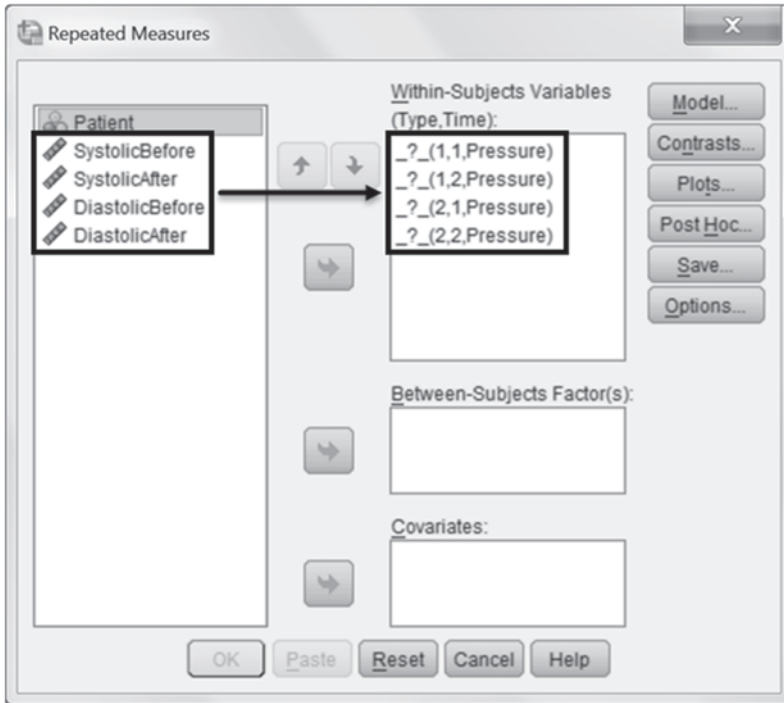 Repeated Measures
Patient
SystolicBefore
SystolicAfter
DiastolicBefore
DiastolicAfter
Within-Subjects Variables
(Type,Time):
_?_(1,1,Pressure)
_?_(1,2,Pressure)
_?_(2,1,Pressure)
_?_(2,2,Pressure)
Between-Subjects Factor(s):
Covariates:
Model...
Contrasts...
Plots...
Post Hoc...
Save...
Options...
OK
Paste
Reset
Cancel
Help